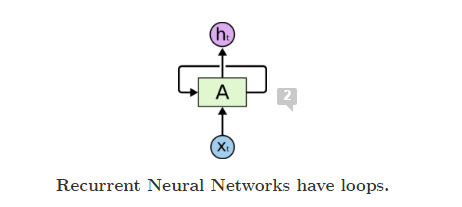 hₜ
A
2
Xₜ
Recurrent Neural Networks have loops.